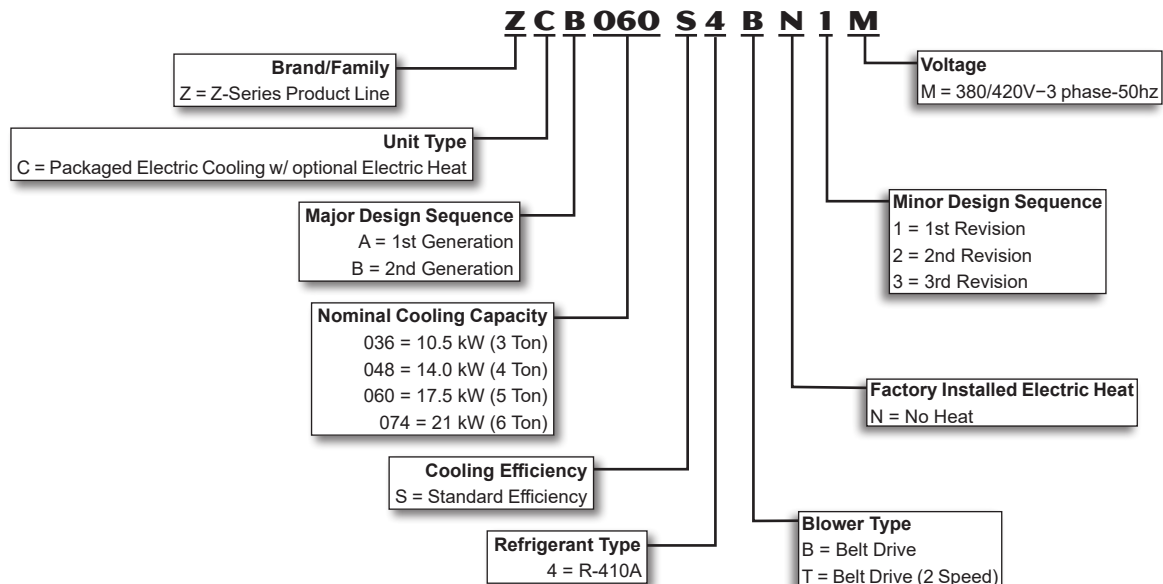 Z C B 060 S 4 B N 1 M
Brand/Family
Z = Z-Series Product Line
Unit Type
C = Packaged Electric Cooling w/ optional Electric Heat
Major Design Sequence
A = 1st Generation
B = 2nd Generation
Nominal Cooling Capacity
036 = 10.5 kW (3 Ton)
048 = 14.0 kW (4 Ton)
060 = 17.5 kW (5 Ton)
074 = 21 kW (6 Ton)
Cooling Efficiency
S = Standard Efficiency
Refrigerant Type
4 = R-410A
Voltage
M = 380/420V−3 phase-50hz
Minor Design Sequence
1 = 1st Revision
2 = 2nd Revision
3 = 3rd Revision
Factory Installed Electric Heat
N = No Heat
Blower Type
B = Belt Drive
T = Belt Drive (2 Speed)